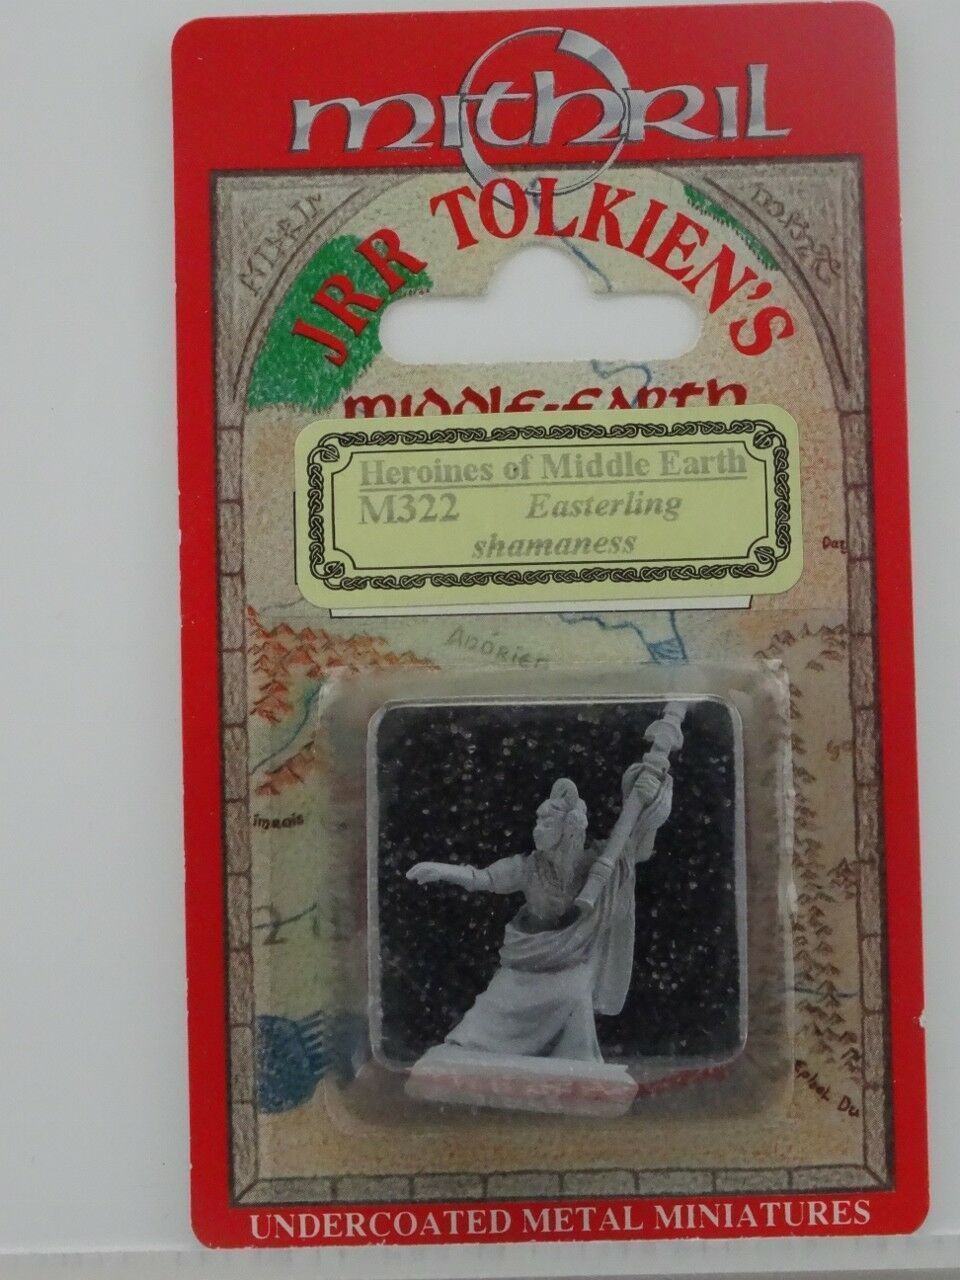 mithril
JRR TOLKIEN'S
MIDDLE-EARTH
Heroines of Middle Earth
M322 Easterling
shamaness
Anórien
UNDERCOATED METAL MINIATURES